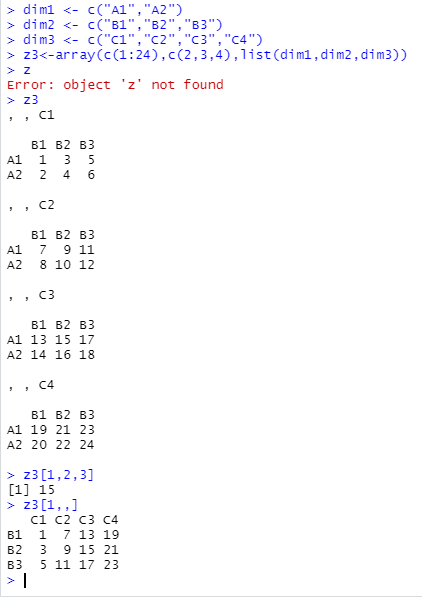 > dim1 <- c("A1","A2")
> dim2 <- c("B1","B2","B3")
> dim3 <- c("C1","C2","C3","C4")
> z3<-array(c(1:24),c(2,3,4),list(dim1,dim2,dim3))
> z
Error: object 'z' not found
> z3
, , C1
   B1 B2 B3
A1  1  3  5
A2  2  4  6
, , C2
   B1 B2 B3
A1  7  9 11
A2  8 10 12
, , C3
   B1 B2 B3
A1 13 15 17
A2 14 16 18
, , C4
   B1 B2 B3
A1 19 21 23
A2 20 22 24
> z3[1,2,3]
[1] 15
> z3[1,,]
   C1 C2 C3 C4
B1  1  7 13 19
B2  3  9 15 21
B3  5 11 17 23
>